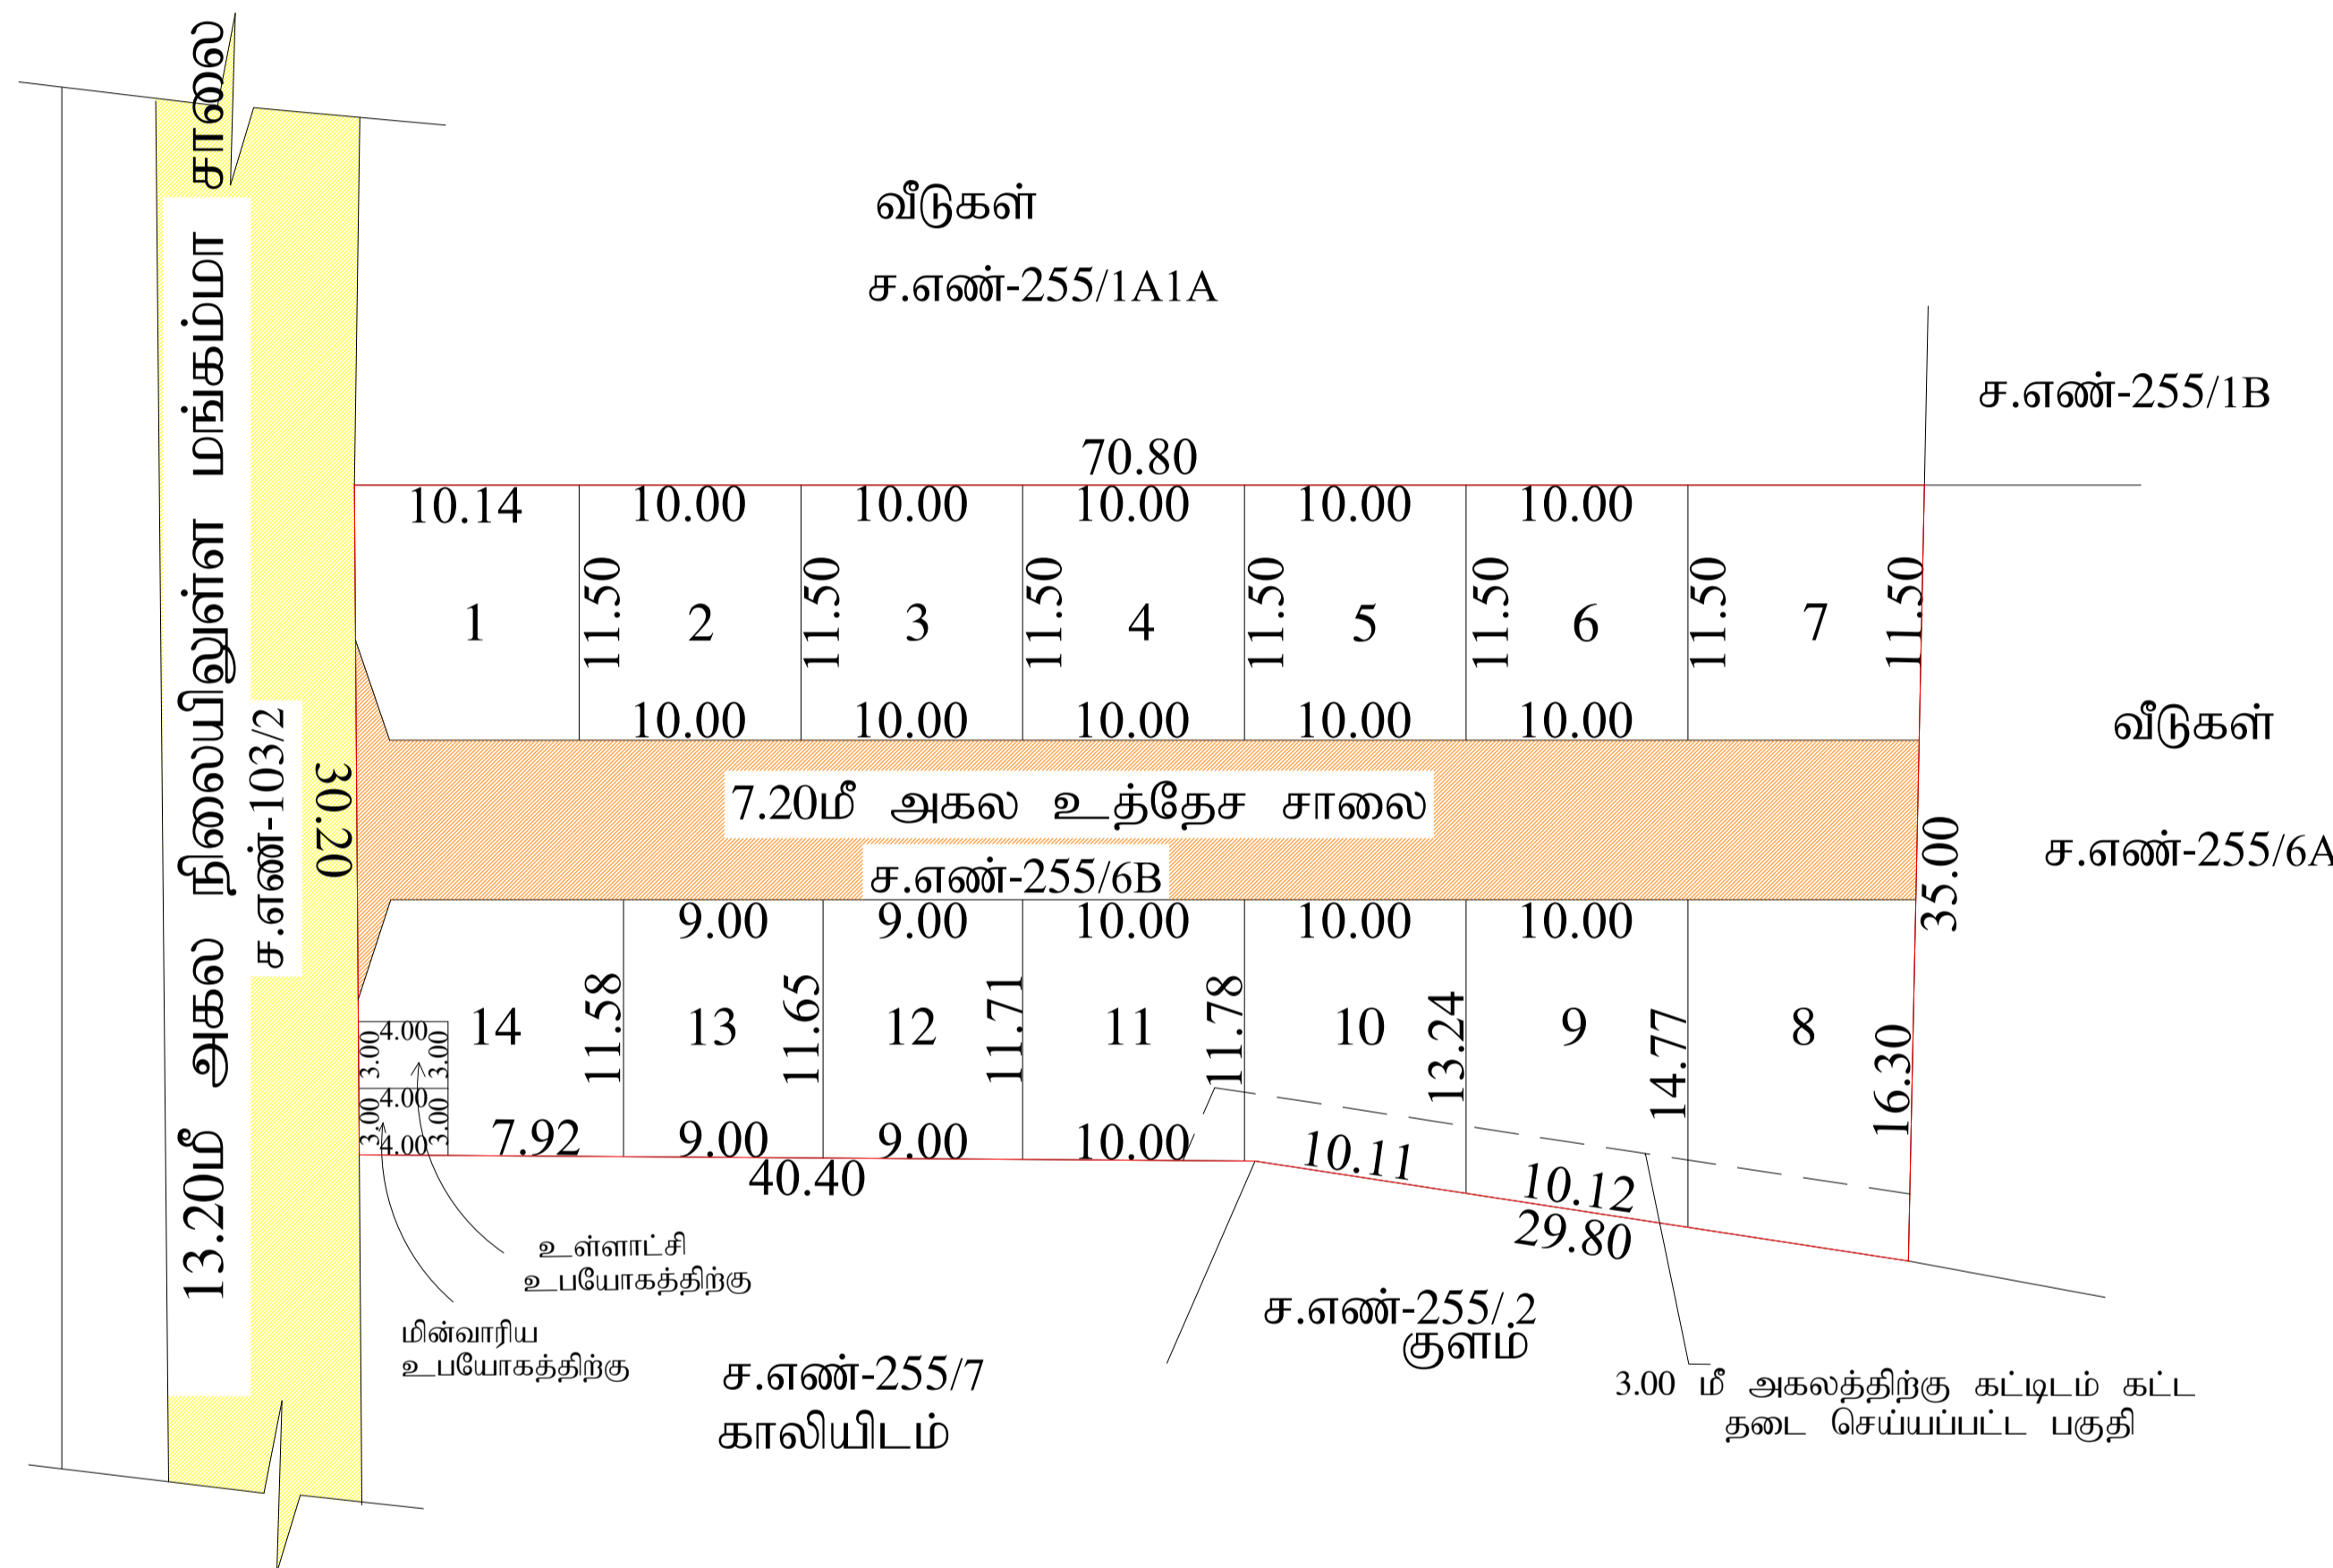 13.20மீ அகல நிலையிலுள்ள மங்கம்மா சாலை
ச.எண்-103/2
30.20
வீடுகள்
ச.எண்-255/1A1A
ச.எண்-255/1B
70.80
10.14 10.00 10.00 10.00 10.00 10.00
11.50 11.50 11.50 11.50 11.50 11.50 11.50
1 2 3 4 5 6 7
10.00 10.00 10.00 10.00 10.00
வீடுகள்
ச.எண்-255/6A
7.20மீ அகல உத்தேச சாலை
ச.எண்-255/6B
35.00
9.00 9.00 10.00 10.00 10.00
14 13 12 11 10 9 8
11.58 11.65 11.71 11.78 13.24 14.77 16.30
4.00
3.00 3.00
4.00
3.00 3.00
4.00
7.92 9.00 9.00 10.00 10.11 10.12
40.40
29.80
உள்ளாட்சி
உபயோகத்திற்கு
மின்வாரிய
உபயோகத்திற்கு
ச.எண்-255/7
காலியிடம்
ச.எண்-255/2
குளம்
3.00 மீ அகலத்திற்கு கட்டிடம் கட்ட
தடை செய்யப்பட்ட பகுதி